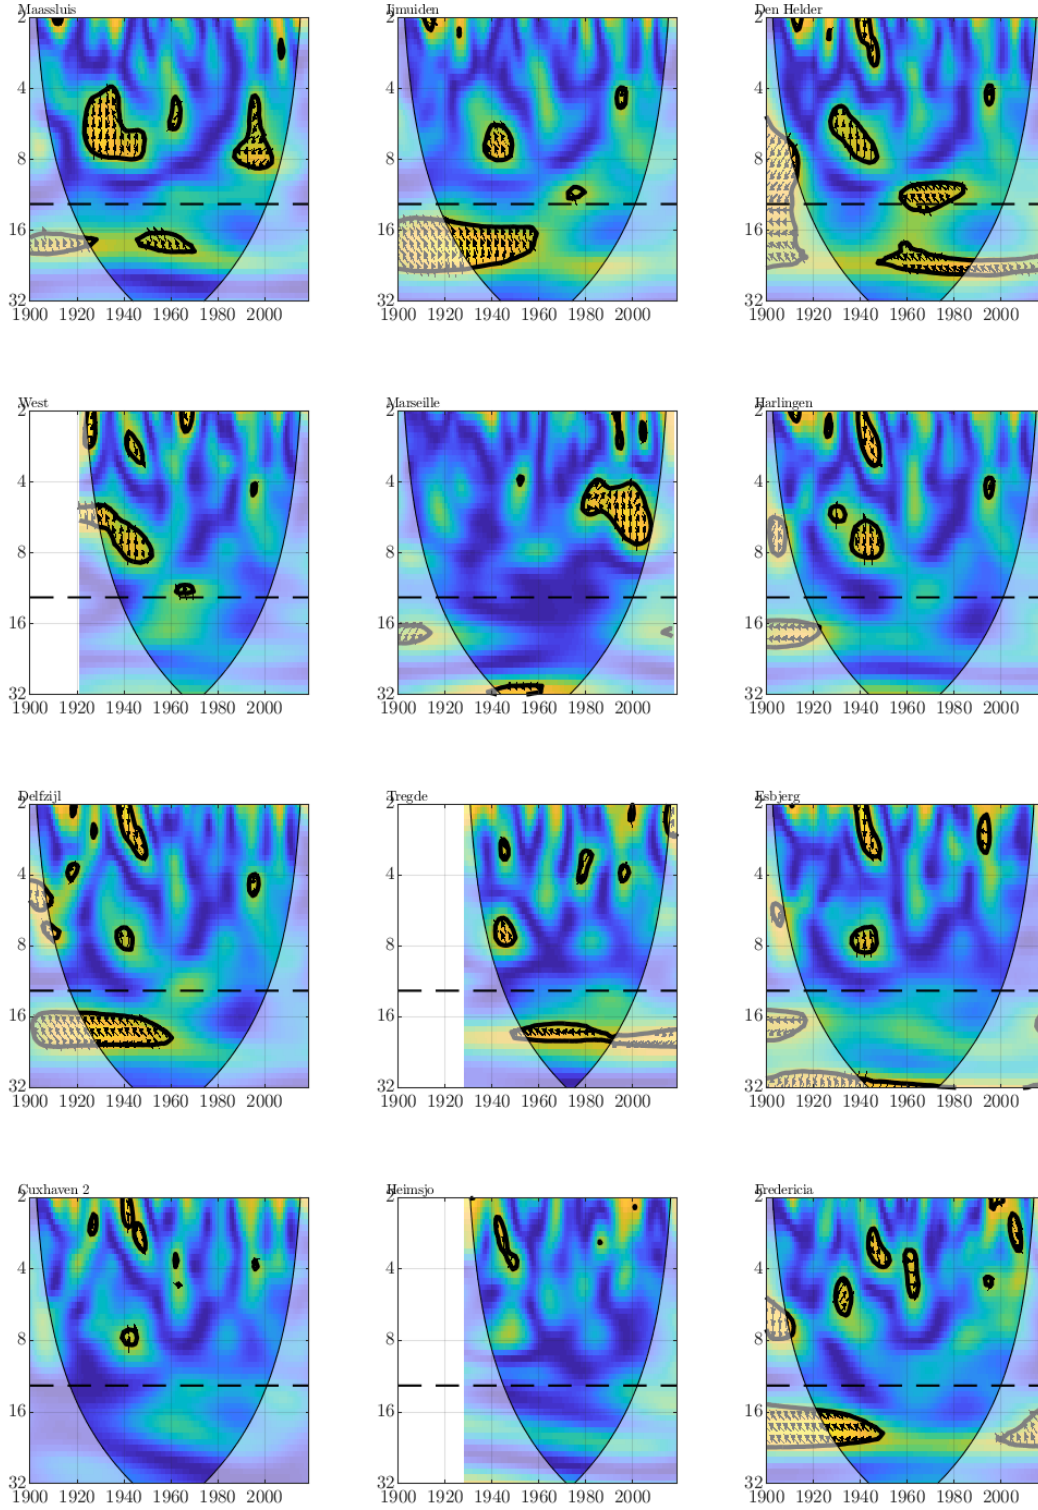 Maassluis
Ijmuiden
Den Helder
2 2 2
4 4 4
8 8 8
16 16 16
32 32 32
1900 1920 1940 1960 1980 2000 1900 1920 1940 1960 1980 2000 1900 1920 1940 1960 1980 2000
West
Marseille
Harlingen
2 2 2
4 4 4
8 8 8
16 16 16
32 32 32
1900 1920 1940 1960 1980 2000 1900 1920 1940 1960 1980 2000 1900 1920 1940 1960 1980 2000
Delfzijl
Tregde
Esbjerg
2 2 2
4 4 4
8 8 8
16 16 16
32 32 32
1900 1920 1940 1960 1980 2000 1900 1920 1940 1960 1980 2000 1900 1920 1940 1960 1980 2000
Cuxhaven 2
Heimsjo
Fredericia
2 2 2
4 4 4
8 8 8
16 16 16
32 32 32
1900 1920 1940 1960 1980 2000 1900 1920 1940 1960 1980 2000 1900 1920 1940 1960 1980 2000